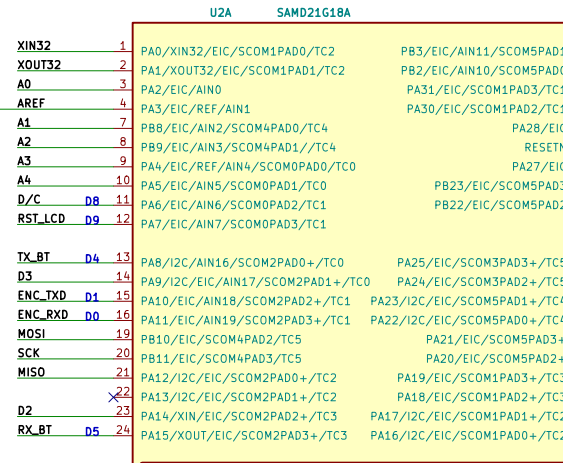 U2A SAMD21G18A
XIN32 1 PA0/XIN32/EIC/SCOM1PAD0/TC2 PB3/EIC/AIN11/SCOM5PAD1
XOUT32 2 PA1/XOUT32/EIC/SCOM1PAD1/TC2 PB2/EIC/AIN10/SCOM5PAD0
A0 3 PA2/EIC/AIN0 PA31/EIC/SCOM1PAD3/TC1
AREF 4 PA3/EIC/REF/AIN1 PA30/EIC/SCOM1PAD2/TC1
A1 7 PB8/EIC/AIN2/SCOM4PAD0/TC4 PA28/EIC
A2 8 PB9/EIC/AIN3/SCOM4PAD1//TC4 RESETN
A3 9 PA4/EIC/REF/AIN4/SCOM0PAD0/TC0 PA27/EIC
A4 10 PA5/EIC/AIN5/SCOM0PAD1/TC0 PB23/EIC/SCOM5PAD3
D/C D8 11 PA6/EIC/AIN6/SCOM0PAD2/TC1 PB22/EIC/SCOM5PAD2
RST_LCD D9 12 PA7/EIC/AIN7/SCOM0PAD3/TC1
TX_BT D4 13 PA8/I2C/AIN16/SCOM2PAD0+/TC0 PA25/EIC/SCOM3PAD3+/TC5
D3 14 PA9/I2C/EIC/AIN17/SCOM2PAD1+/TC0 PA24/EIC/SCOM3PAD2+/TC5
ENC_TXD D1 15 PA10/EIC/AIN18/SCOM2PAD2+/TC1 PA23/I2C/EIC/SCOM5PAD1+/TC4
ENC_RXD D0 16 PA11/EIC/AIN19/SCOM2PAD3+/TC1 PA22/I2C/EIC/SCOM5PAD0+/TC4
MOSI 19 PB10/EIC/SCOM4PAD2/TC5 PA21/EIC/SCOM5PAD3+
SCK 20 PB11/EIC/SCOM4PAD3/TC5 PA20/EIC/SCOM5PAD2+
MISO 21 PA12/I2C/EIC/SCOM2PAD0+/TC2 PA19/EIC/SCOM1PAD3+/TC3
22 PA13/I2C/EIC/SCOM2PAD1+/TC2 PA18/EIC/SCOM1PAD2+/TC3
D2 23 PA14/XIN/EIC/SCOM2PAD2+/TC3 PA17/I2C/EIC/SCOM1PAD1+/TC2
RX_BT D5 24 PA15/XOUT/EIC/SCOM2PAD3+/TC3 PA16/I2C/EIC/SCOM1PAD0+/TC2